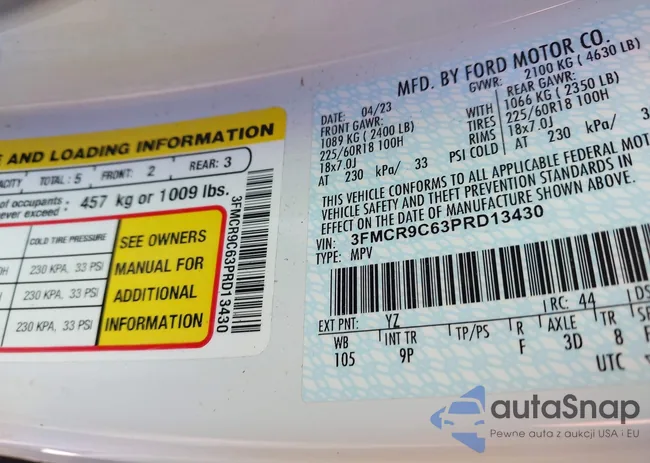 E AND LOADING INFORMATION
ACITY TOTAL: 5 FRONT: 2 REAR: 3
of occupants
ever exceed: 457 kg or 1009 lbs.
COLD TIRE PRESSURE
230 KPA, 33 PSI
230 KPA, 33 PSI
230 KPA, 33 PSI
SEE OWNERS
MANUAL FOR
ADDITIONAL
INFORMATION
3FMCR9C63PRD13430
MFD. BY FORD MOTOR CO.
DATE: 04/23 GVWR: 2100 KG ( 4630 LB)
FRONT GAWR: REAR GAWR:
1089 KG ( 2400 LB) WITH 1066 KG ( 2350 LB)
225/60R18 100H TIRES 225/60R18 100H
18x7.0J RIMS 18x7.0J
AT 230 kPa/ 33 PSI COLD AT 230 kPa/ 3
THIS VEHICLE CONFORMS TO ALL APPLICABLE FEDERAL MOTOR
VEHICLE SAFETY AND THEFT PREVENTION STANDARDS IN
EFFECT ON THE DATE OF MANUFACTURE SHOWN ABOVE.
VIN: 3FMCR9C63PRD13430
TYPE: MPV
EXT PNT: YZ RC: 44 DS
WB INT TR TP/PS R AXLE TR S
105 9P F 3D 8 F
UTC
autaSnap
Pewne auta z aukcji USA i EU